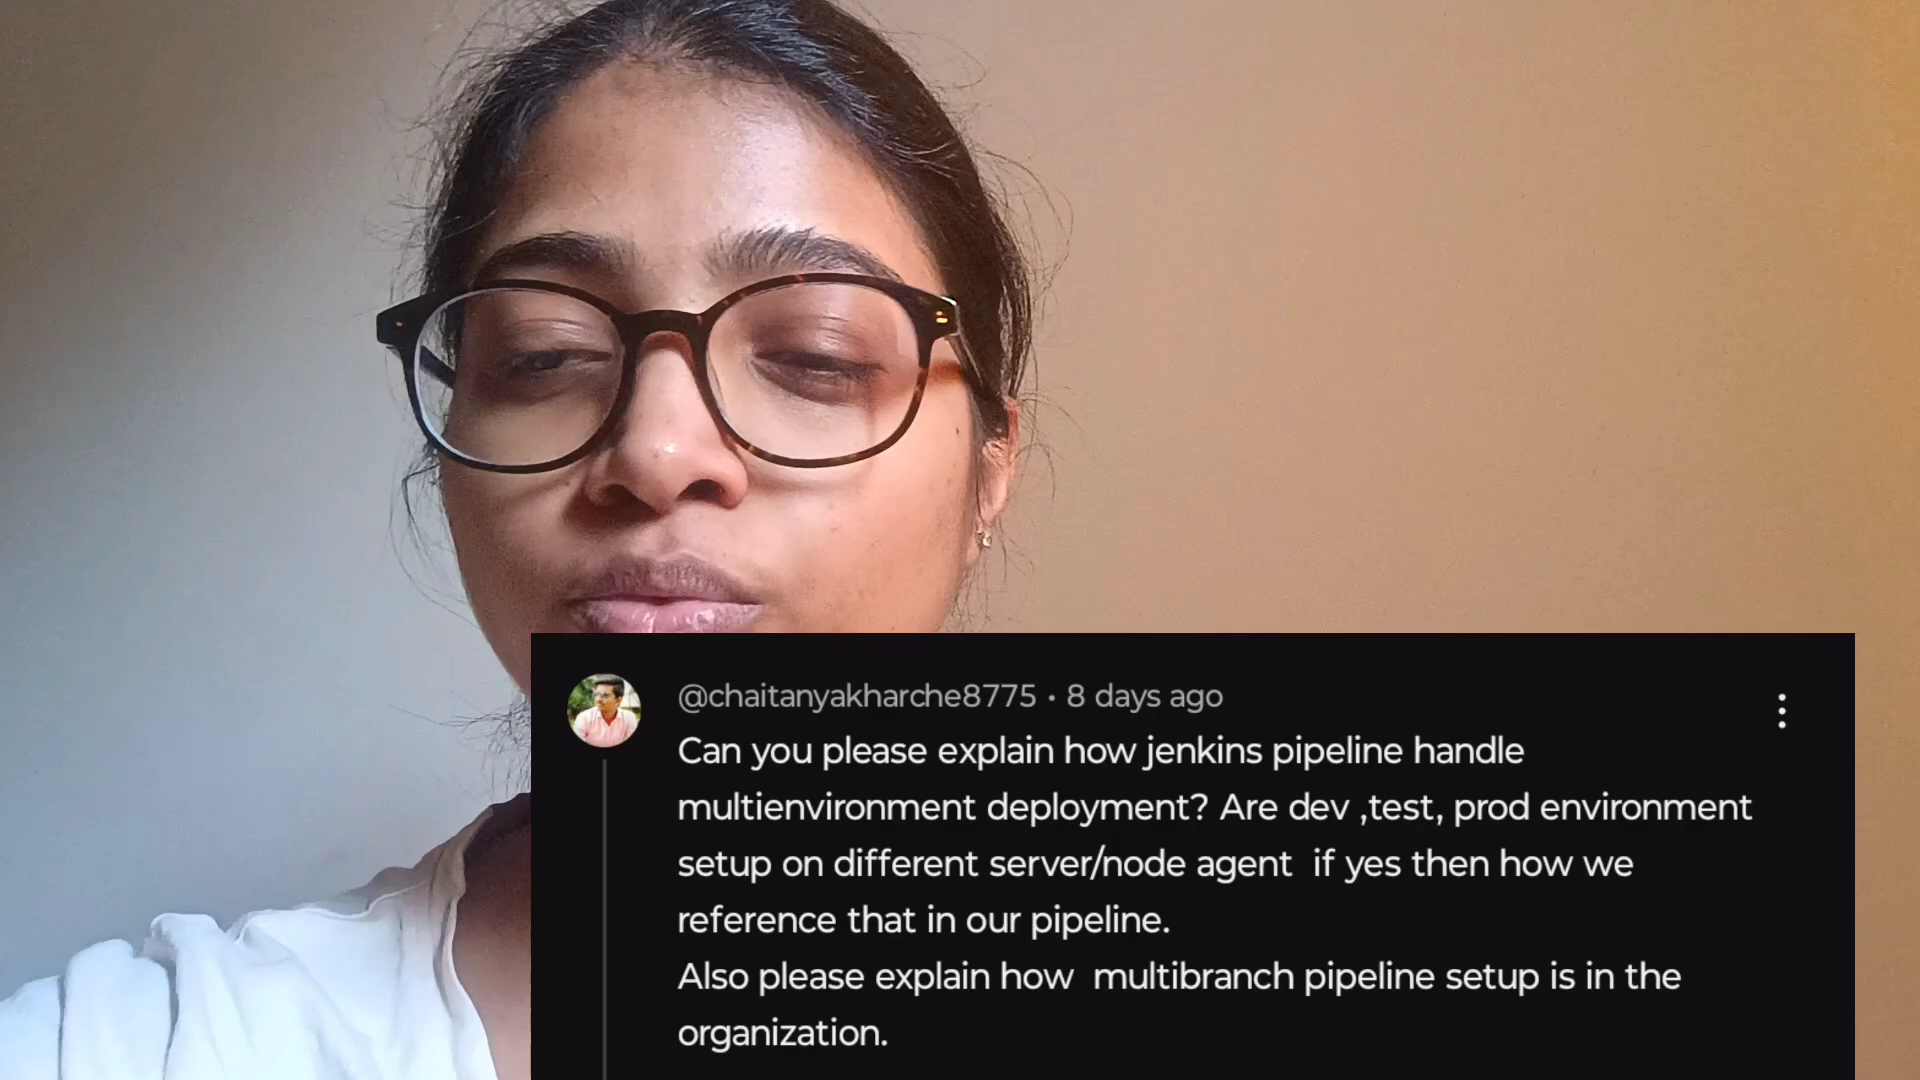 @chaitanyakharche8775 • 8 days ago
Can you please explain how jenkins pipeline handle
multienvironment deployment? Are dev ,test, prod environment
setup on different server/node agent  if yes then how we
reference that in our pipeline.
Also please explain how  multibranch pipeline setup is in the
organization.